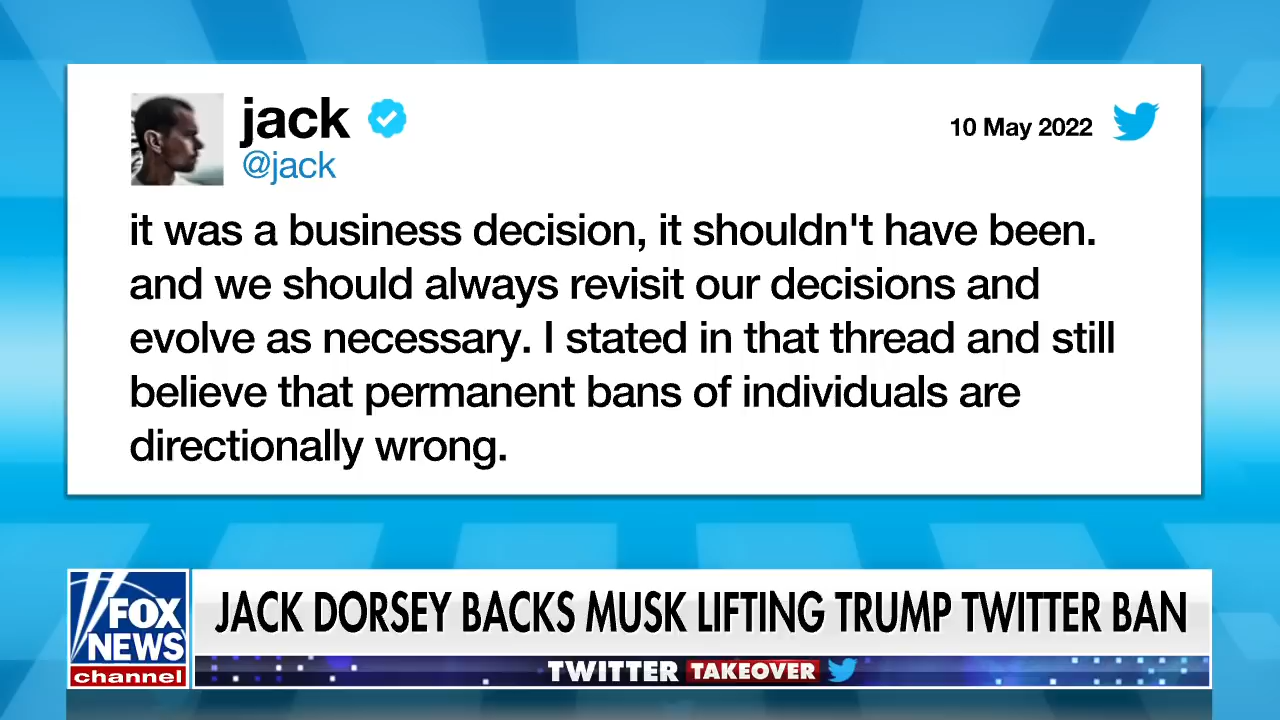 jack
@jack
10 May 2022
it was a business decision, it shouldn't have been.
and we should always revisit our decisions and
evolve as necessary. I stated in that thread and still
believe that permanent bans of individuals are
directionally wrong.
FOX
NEWS
channel
JACK DORSEY BACKS MUSK LIFTING TRUMP TWITTER BAN
TWITTER TAKEOVER